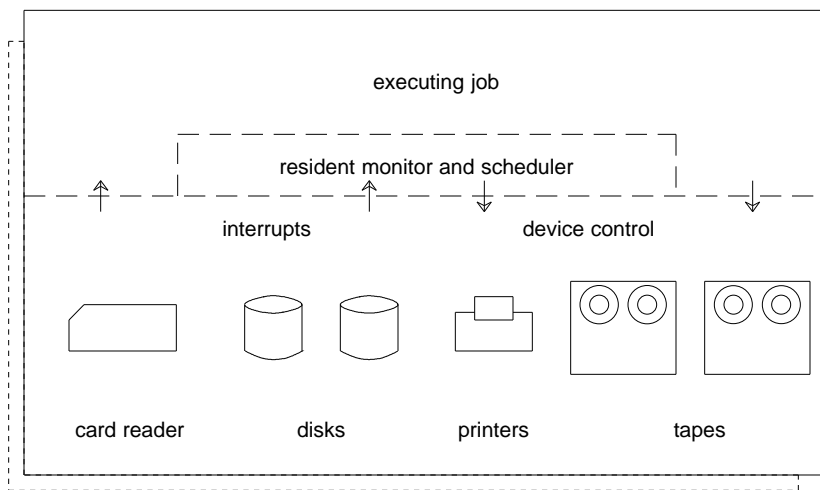 executing job
resident monitor and scheduler
interrupts
device control
card reader
disks
printers
tapes